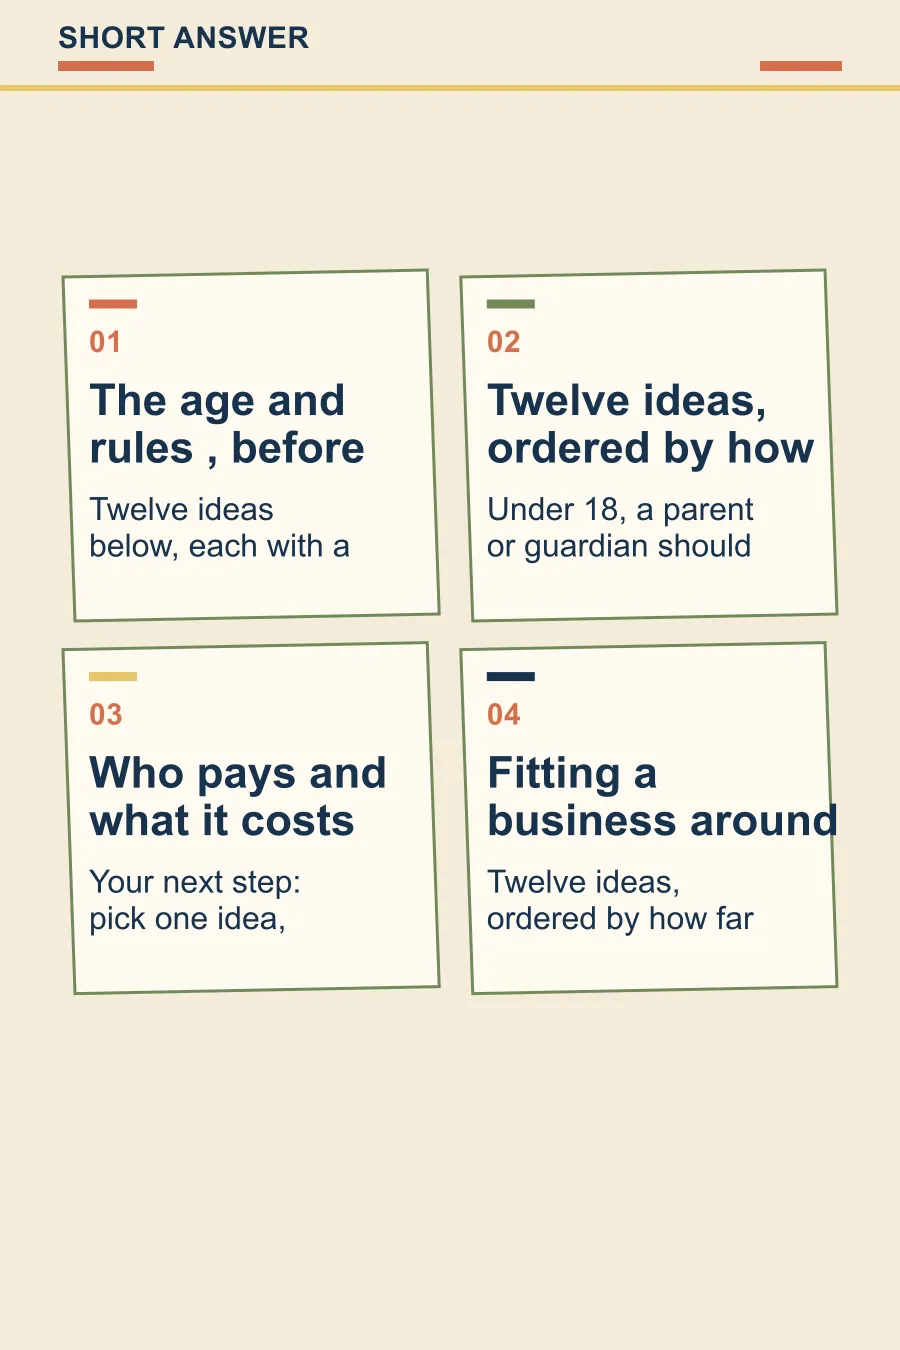 SHORT ANSWER
01
The age and
rules , before
Twelve ideas
below, each with a
02
Twelve ideas,
ordered by how
Under 18, a parent
or guardian should
03
Who pays and
what it costs
Your next step:
pick one idea,
04
Fitting a
business around
Twelve ideas,
ordered by how far